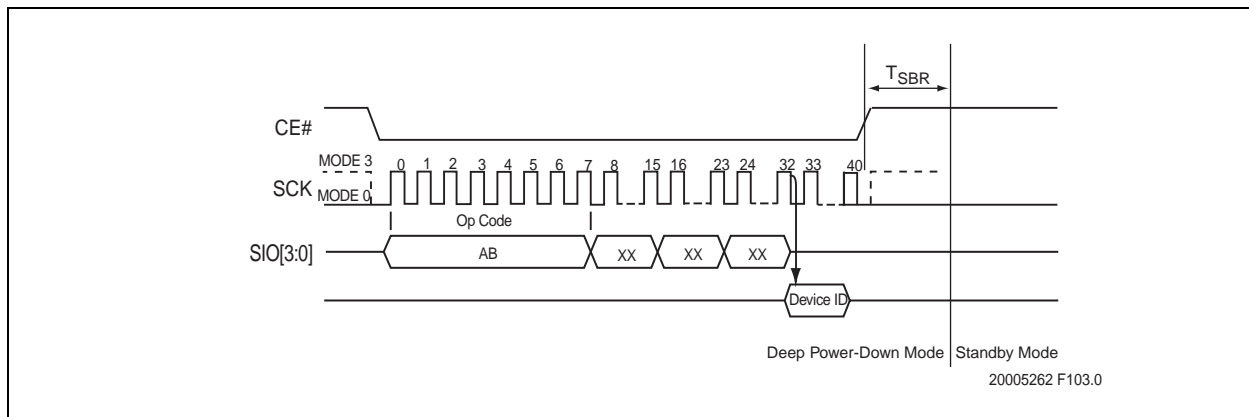 T SBR
CE#
MODE 3
0 1 2 3 4 5 6 7 8 15 16 23 24 32 33 40
SCK
MODE 0
Op Code
SIO[3:0]
AB XX XX XX
Device ID
Deep Power-Down Mode Standby Mode
20005262 F103.0